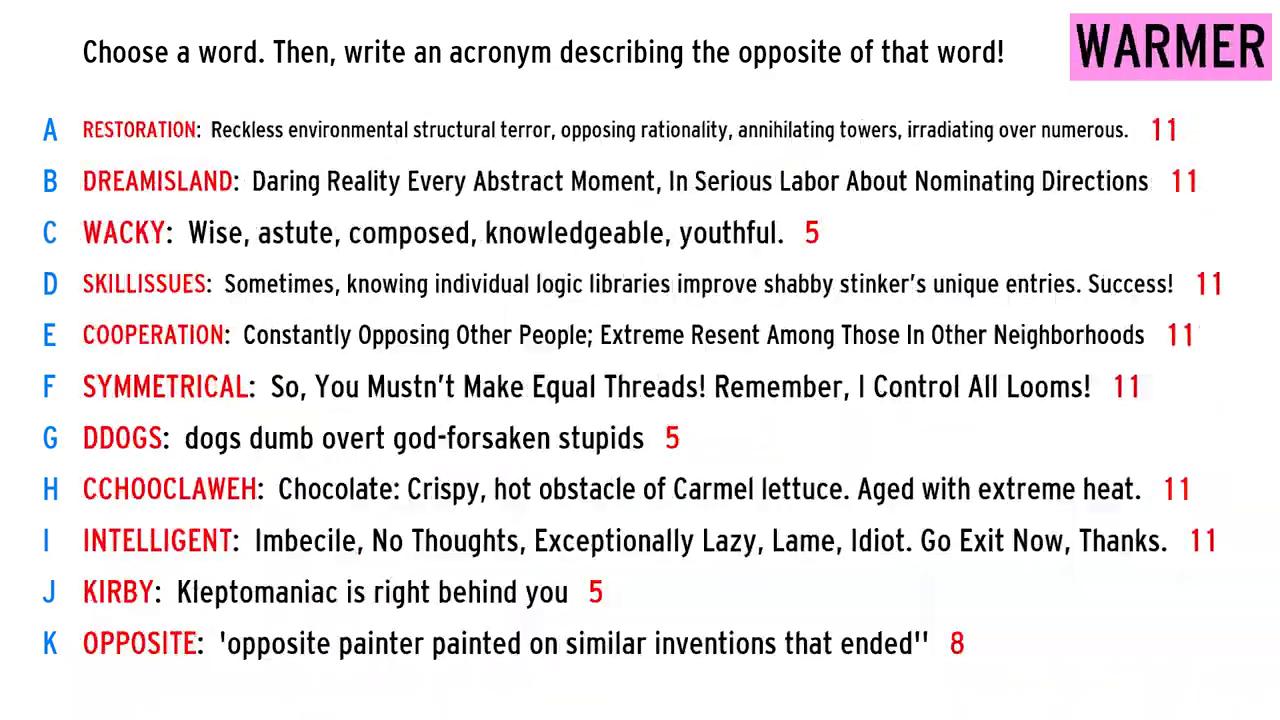 Choose a word. Then, write an acronym describing the opposite of that word!
WARMER
A RESTORATION: Reckless environmental structural terror, opposing rationality, annihilating towers, irradiating over numerous. 11
B DREAMISLAND: Daring Reality Every Abstract Moment, In Serious Labor About Nominating Directions 11
C WACKY: Wise, astute, composed, knowledgeable, youthful. 5
D SKILLISSUES: Sometimes, knowing individual logic libraries improve shabby stinker's unique entries. Success! 11
E COOPERATION: Constantly Opposing Other People; Extreme Resent Among Those In Other Neighborhoods 11
F SYMMETRICAL: So, You Mustn't Make Equal Threads! Remember, I Control All Looms! 11
G DDOGS: dogs dumb overt god-forsaken stupids 5
H CCHOOCLAWEH: Chocolate: Crispy, hot obstacle of Carmel lettuce. Aged with extreme heat. 11
I INTELLIGENT: Imbecile, No Thoughts, Exceptionally Lazy, Lame, Idiot. Go Exit Now, Thanks. 11
J KIRBY: Kleptomaniac is right behind you 5
K OPPOSITE: 'opposite painter painted on similar inventions that ended" 8